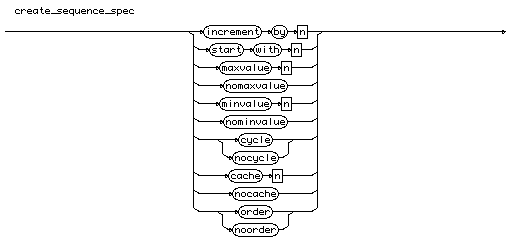 create_sequence_spec
increment by n
start with n
maxvalue n
nomaxvalue
minvalue n
nominvalue
cycle
nocycle
cache n
nocache
order
noorder